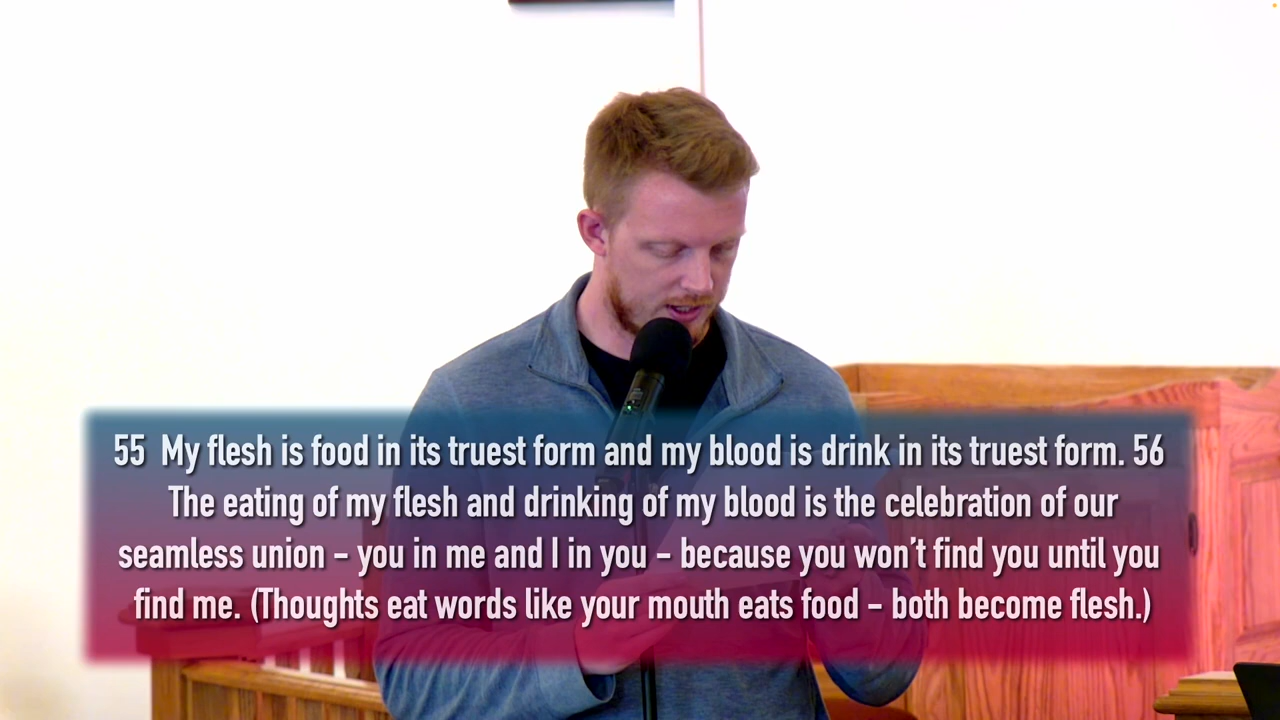 55  My flesh is food in its truest form and my blood is drink in its truest form. 56
The eating of my flesh and drinking of my blood is the celebration of our
seamless union – you in me and I in you – because you won’t find you until you
find me. (Thoughts eat words like your mouth eats food – both become flesh.)